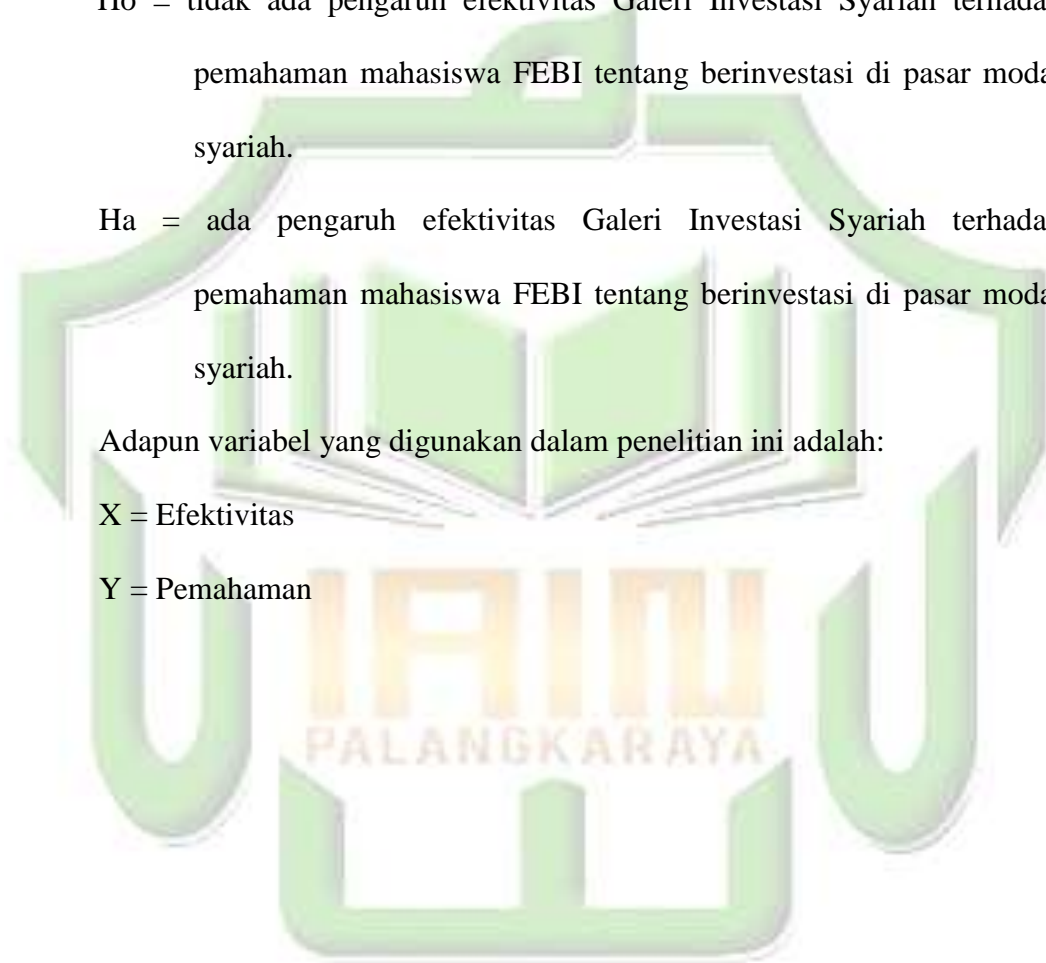 Ho = tidak ada pengaruh efektivitas Galeri Investasi Syariah terhada
pemahaman mahasiswa FEBI tentang berinvestasi di pasar moda
syariah.
Ha = ada pengaruh efektivitas Galeri Investasi Syariah terhada
pemahaman mahasiswa FEBI tentang berinvestasi di pasar moda
syariah.
Adapun variabel yang digunakan dalam penelitian ini adalah:
X = Efektivitas
Y = Pemahaman
IAIN
PALANGKARAYA